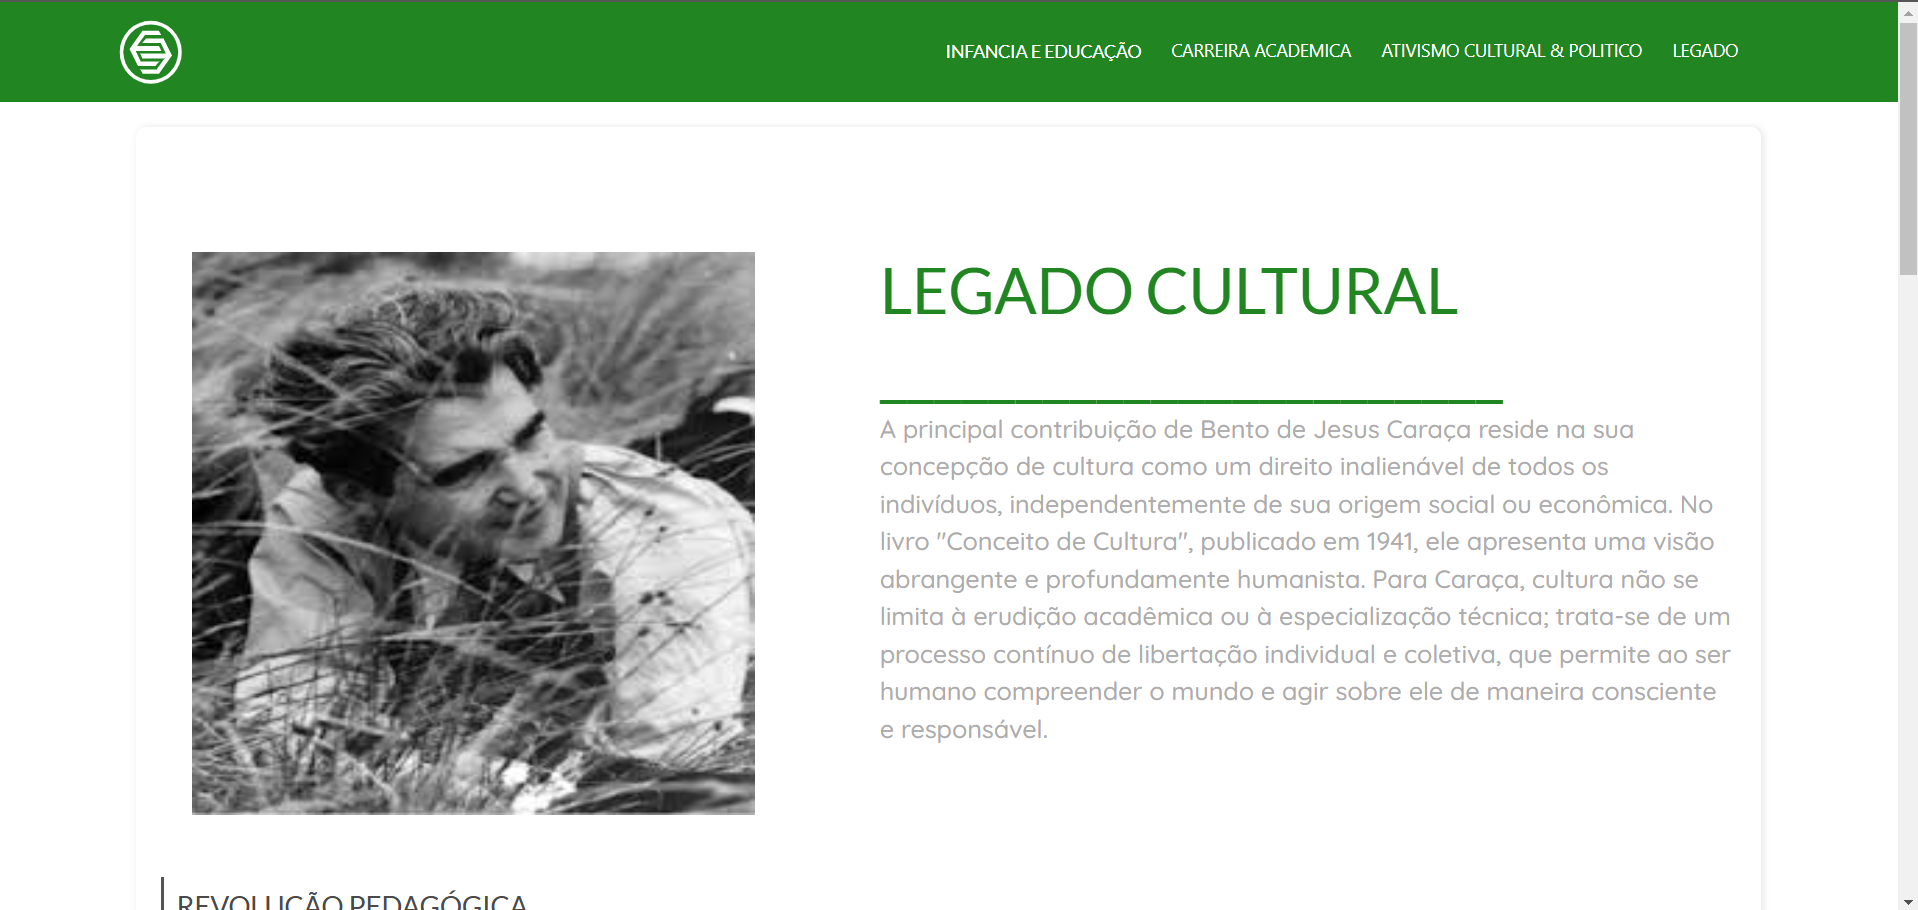 INFANCIA E EDUCAÇÃO CARREIRA ACADEMICA ATIVISMO CULTURAL & POLITICO LEGADO
LEGADO CULTURAL
A principal contribuição de Bento de Jesus Caraça reside na sua
concepção de cultura como um direito inalienável de todos os
indivíduos, independentemente de sua origem social ou econômica. No
livro "Conceito de Cultura", publicado em 1941, ele apresenta uma visão
abrangente e profundamente humanista. Para Caraça, cultura não se
limita à erudição acadêmica ou à especialização técnica; trata-se de um
processo contínuo de libertação individual e coletiva, que permite ao ser
humano compreender o mundo e agir sobre ele de maneira consciente
e responsável.
REVOLUÇÃO PEDAGÓGICA